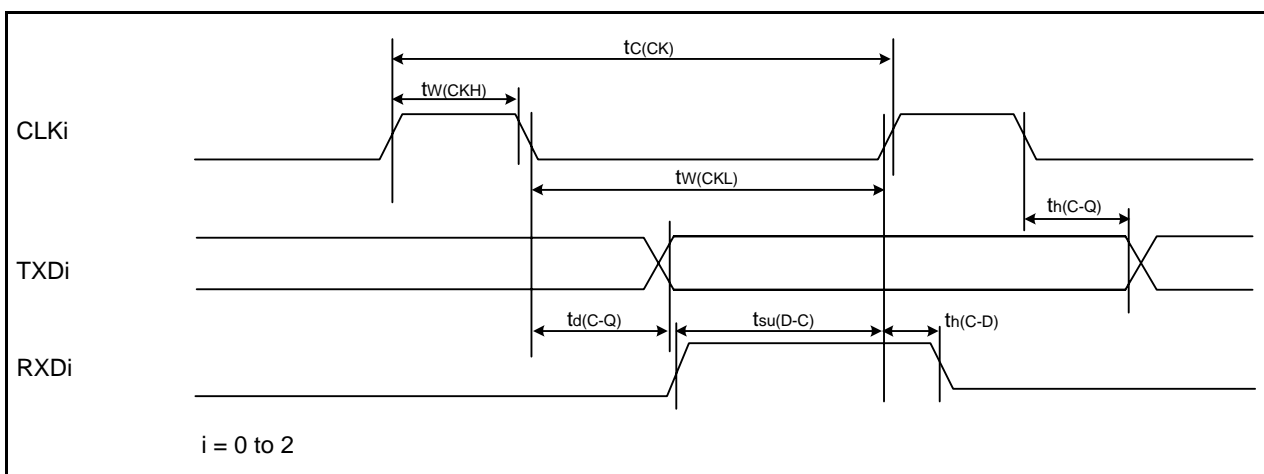 tC(CK)
tW(CKH)
CLKi
tW(CKL)
th(C-Q)
TXDi
td(C-Q)
tsu(D-C)
th(C-D)
RXDi
i = 0 to 2